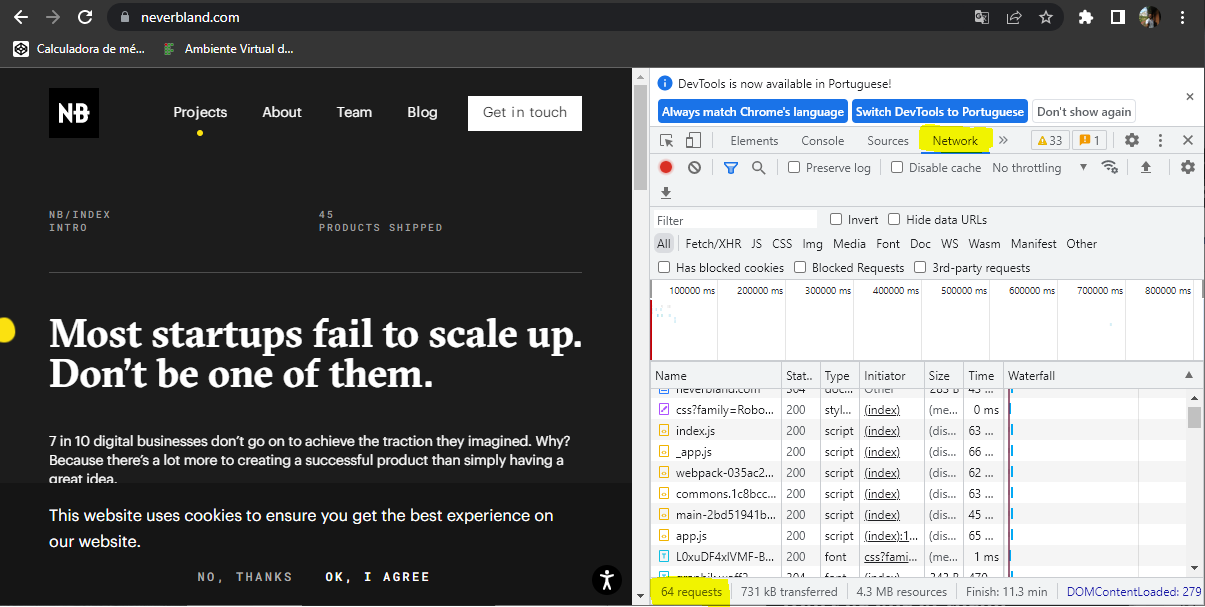 neverbland.com
Calculadora de mé...
Ambiente Virtual d...
NB
Projects
About
Team
Blog
Get in touch
NB/INDEX
INTRO
45
PRODUCTS SHIPPED
Most startups fail to scale up.
Don't be one of them.
7 in 10 digital businesses don't go on to achieve the traction they imagined. Why?
Because there's a lot more to creating a successful product than simply having a
great idea.
This website uses cookies to ensure you get the best experience on
our website.
NO, THANKS
OK, I AGREE
DevTools is now available in Portuguese!
Always match Chrome's language
Switch DevTools to Portuguese
Don't show again
Elements
Console
Sources
Network
33
1
Preserve log
Disable cache
No throttling
Filter
Invert
Hide data URLs
All
Fetch/XHR
JS
CSS
Img
Media
Font
Doc
WS
Wasm
Manifest
Other
Has blocked cookies
Blocked Requests
3rd-party requests
100000 ms
200000 ms
300000 ms
400000 ms
500000 ms
600000 ms
700000 ms
800000 ms
Name Stat.. Type Initiator Size Time Waterfall
neverbland.com 304 doc... Other 283 B 43 ...
css?family=Robo... 200 styl... (index) (me... 0 ms
index.js 200 script (index) (dis... 63 ...
_app.js 200 script (index) (dis... 66 ...
webpack-035ac2... 200 script (index) (dis... 62 ...
commons.1c8bcc... 200 script (index) (dis... 63 ...
main-2bd51941b... 200 script (index) (dis... 45 ...
app.js 200 script (index):1... (dis... 65 ...
L0xuDF4xlVMF-B... 200 font css?fami... (me... 1 ms
304 font (index) 243 B 470
64 requests
731 kB transferred
4.3 MB resources
Finish: 11.3 min
DOMContentLoaded: 279